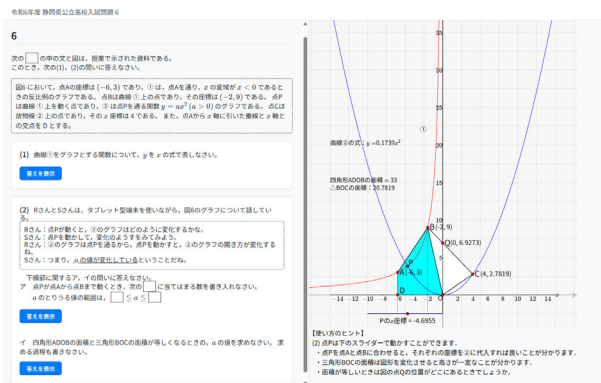 令和6年度 静岡県公立高校入試問題 6
6
次の□の中の文と図は，授業で示された資料である。
このとき、次の(1)，(2)の問いに答えなさい。
図6 において，点Aの座標は (−6, 3) であり，① は，点Aを通り，x の変域が x < 0 であると
きの反比例のグラフである。 点Bは曲線 ① 上の点であり，その座標は (−2, 9) である。 点P
は曲線 ① 上を動く点であり，② は点Pを通る関数 y = ax² (a > 0) のグラフである。 点Cは
放物線 ② 上の点であり，その x 座標は 4 である。 また，点Aから x 軸に引いた垂線と x 軸と
の交点を D とする。
(1) 曲線①をグラフとする関数について，y を x の式で表しなさい。
答えを表示
(2) RさんとSさんは，タブレット型端末を使いながら，図6のグラフについて話してい
る。
Rさん：点Pが動くと，②のグラフはどのように変化するかな。
Sさん：点Pを動かして，変化のようすをみてみよう。
Rさん：②のグラフは点Pを通るから，点Pを動かすと，②のグラフの開き方が変化する
ね。
Sさん：つまり，aの値が変化しているということだね。
下線部に関するア，イの問いに答えなさい。
ア 点Pが点Aから点Bまで動くとき，次の□に当てはまる数を書き入れなさい。
aのとりうる値の範囲は，□ ≤ a ≤ □
答えを表示
イ 四角形ADOBの面積と三角形BOCの面積が等しくなるときの，a の値を求めなさい。 求
める過程も書きなさい。
答えを表示
35
30
25
20
15
10
5
①
曲線②の式：y =0.1739x²
四角形ADOBの面積 = 33
△BOCの面積：20.7819
B(-2, 9)
Q(0, 6.9273)
P
A(-6, 3)
C(4, 2.7819)
D
O
-14 -12 -10 -8 -6 -4 -2 2 4 6 8 10 12 14 x
Pのx座標 = -4.6955
【使い方のヒント】
(2) 点Pは下のスライダーで動かすことができます．
・点Pを点Aと点Bに合わせると，それぞれの座標を②に代入すれば良いことが分かります．
・三角形BOCの面積は図形を変化させると高さが一定なことが分かります．
・面積が等しいときは図の点Qの位置がどこにあるときでしょうか．